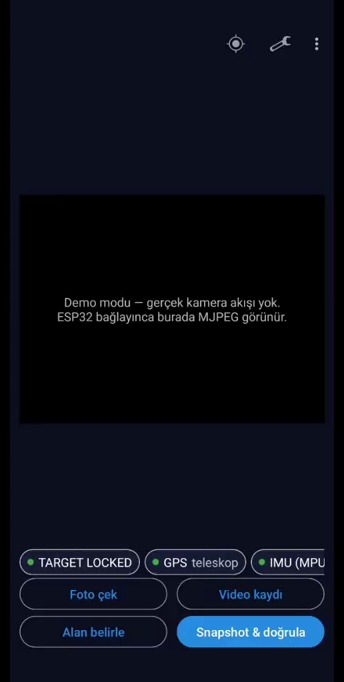 Demo modu — gerçek kamera akışı yok.
ESP32 bağlayınca burada MJPEG görünür.
TARGET LOCKED
GPS teleskop
IMU (MPU
Foto çek
Video kaydı
Alan belirle
Snapshot & doğrula